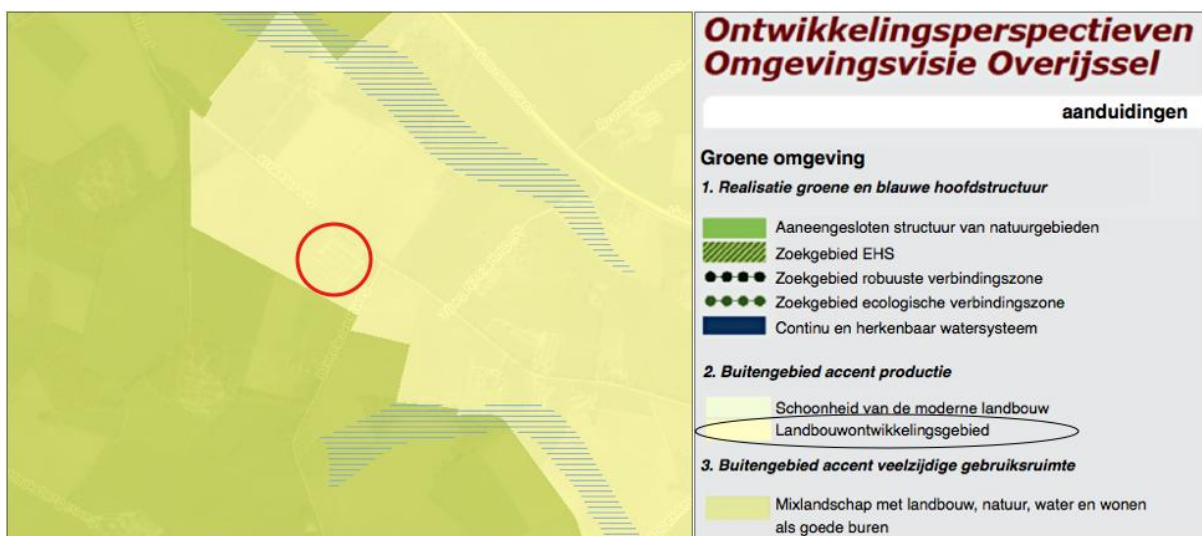 Ontwikkelingsperspectieven
Omgevingsvisie Overijssel
aanduidingen
Groene omgeving
1. Realisatie groene en blauwe hoofdstructuur
Aaneengesloten structuur van natuurgebieden
Zoekgebied EHS
Zoekgebied robuuste verbindingszone
Zoekgebied ecologische verbindingszone
Continu en herkenbaar watersysteem
2. Buitengebied accent productie
Schoonheid van de moderne landbouw
Landbouwontwikkelingsgebied
3. Buitengebied accent veelzijdige gebruiksruimte
Mixlandschap met landbouw, natuur, water en wonen
als goede buren